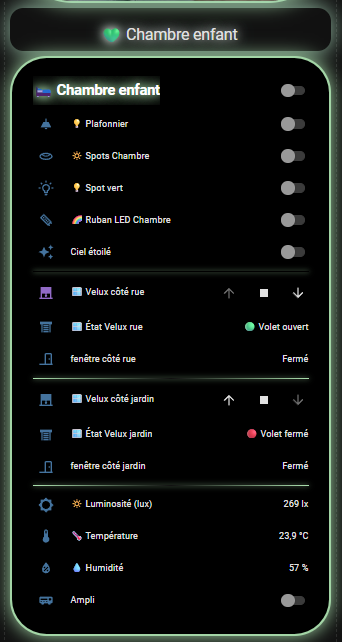 Chambre enfant
Chambre enfant
Plafonnier
Spots Chambre
Spot vert
Ruban LED Chambre
Ciel étoilé
Velux côté rue
État Velux rue Volet ouvert
fenêtre côté rue Fermé
Velux côté jardin
État Velux jardin Volet fermé
fenêtre côté jardin Fermé
Luminosité (lux) 269 lx
Température 23,9 °C
Humidité 57 %
Ampli